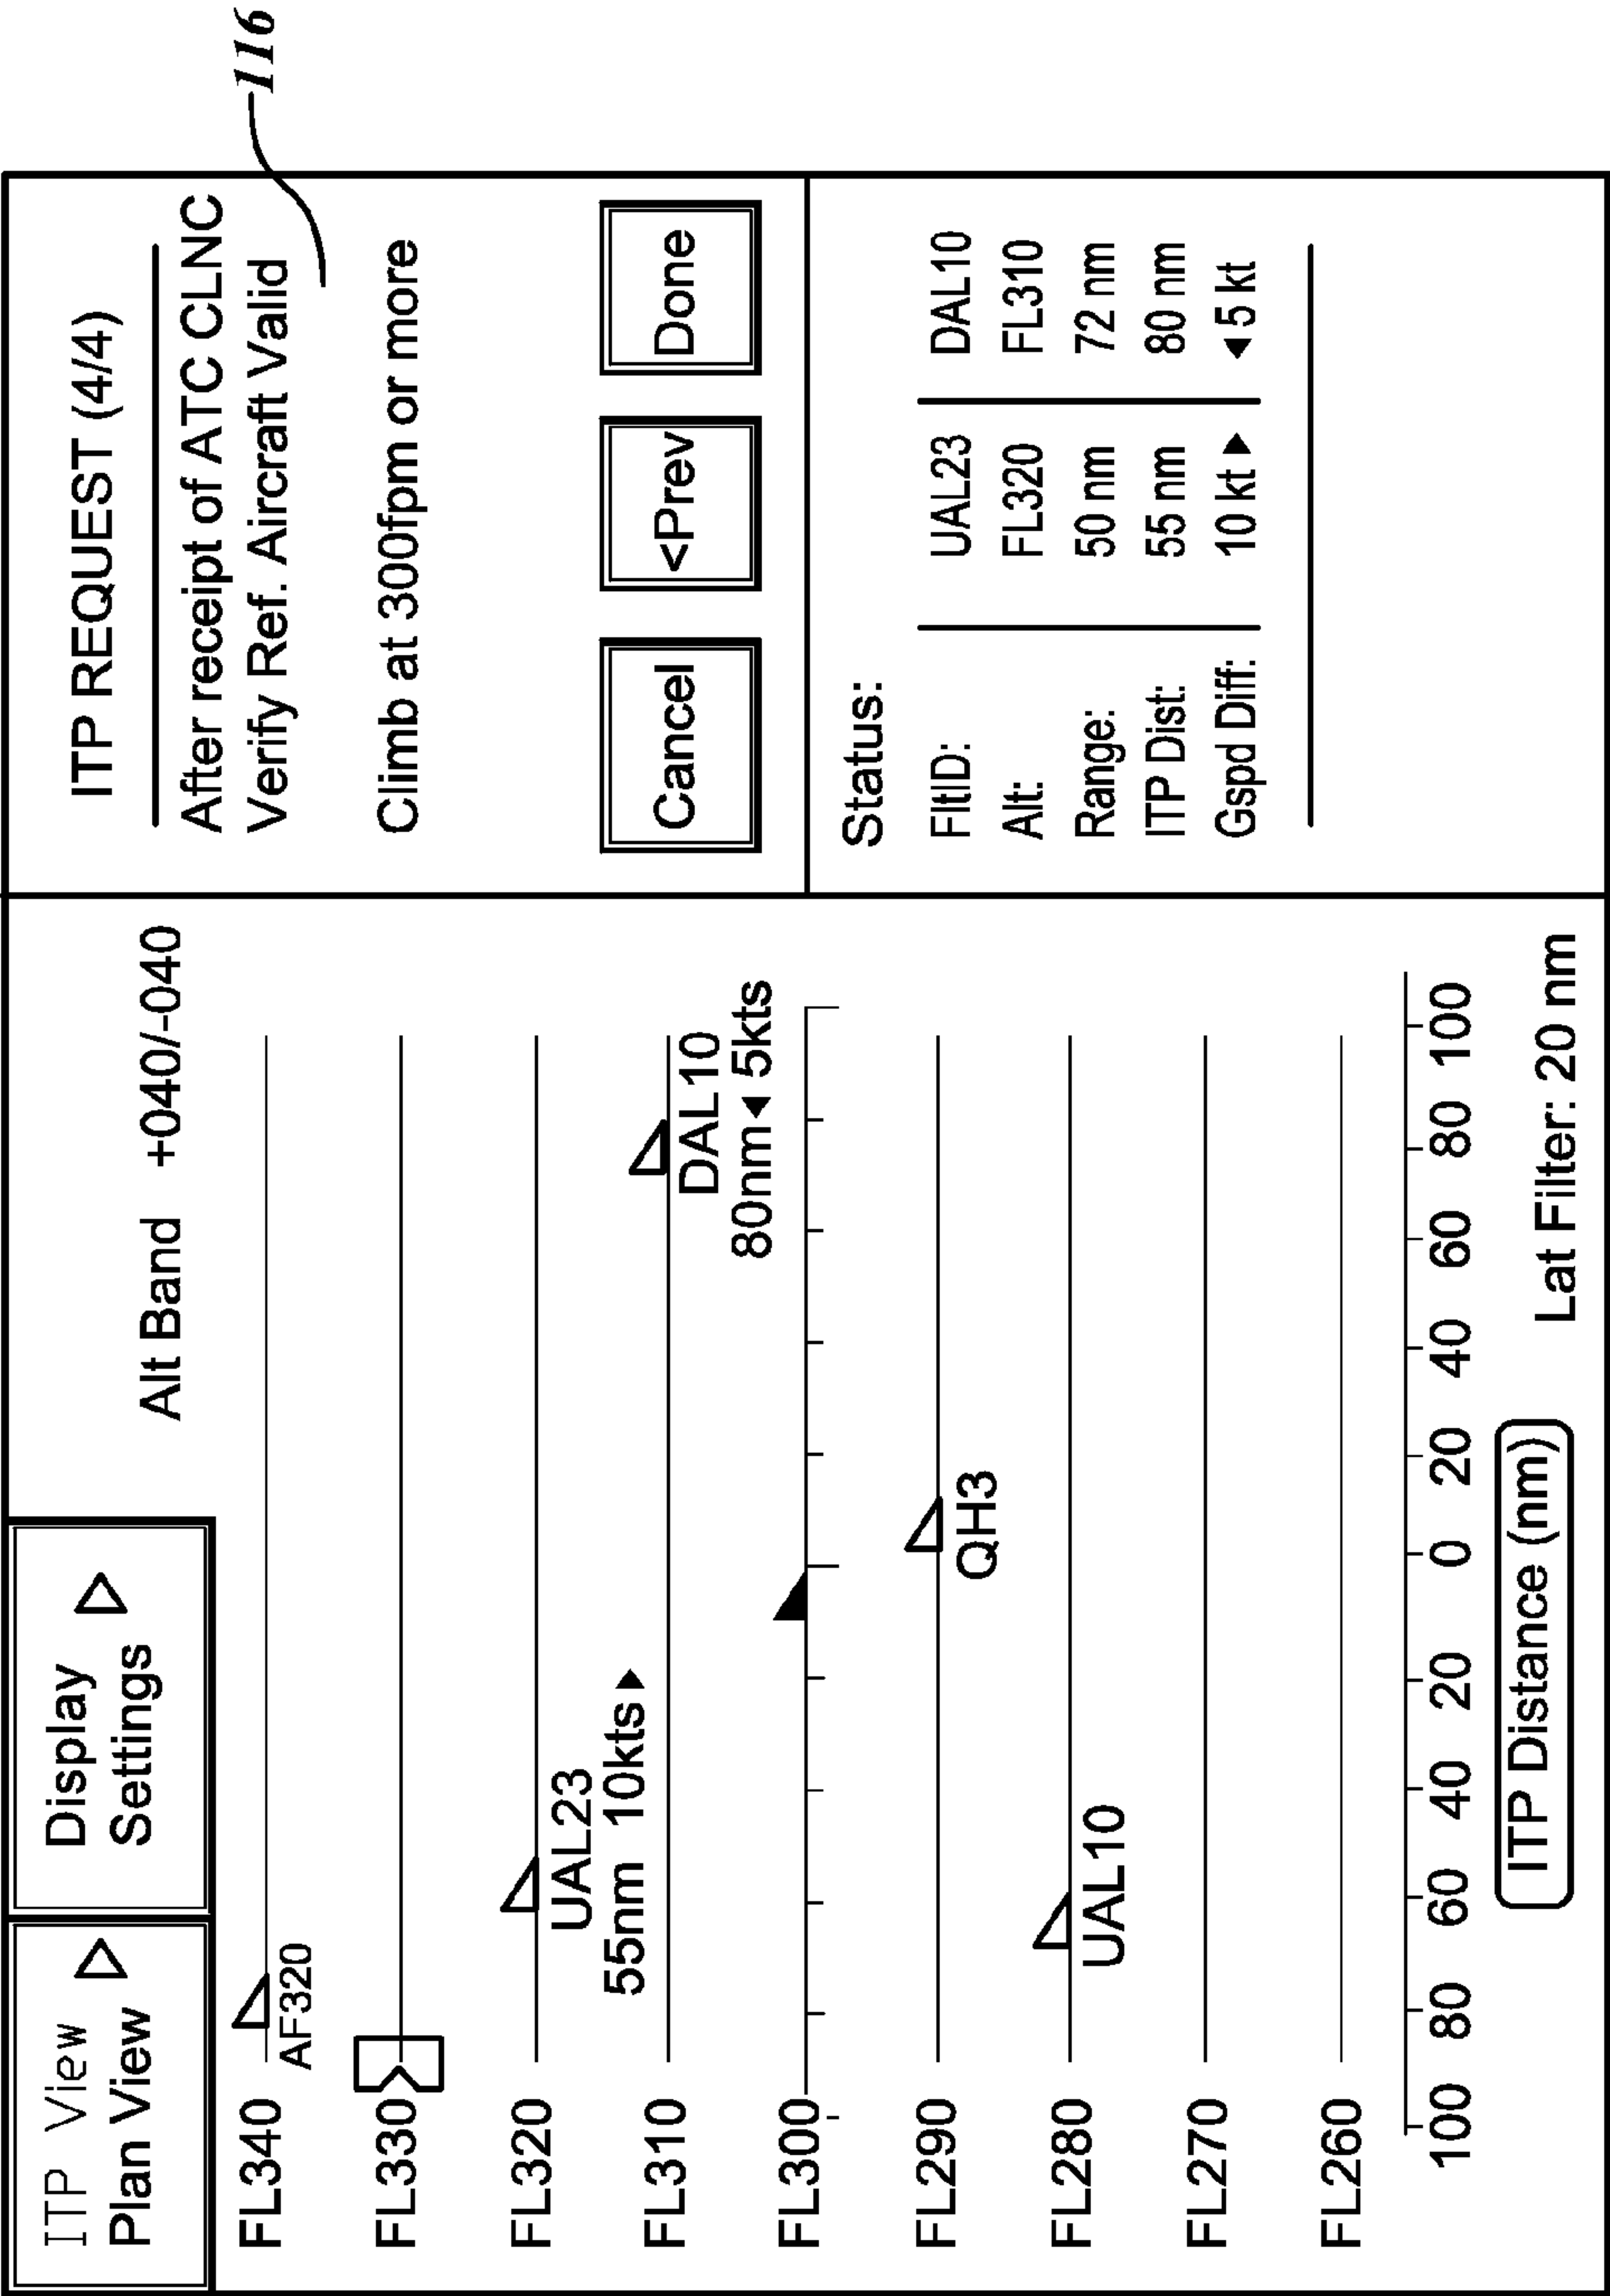 ITP View
Plan View
Display
Settings
Alt Band +040/-040
FL340
AF320
FL330
FL320
UAL23
55nm 10kts
FL310
DAL10
80nm 5kts
FL300
FL290
QH3
FL280
UAL10
FL270
FL260
100 80 60 40 20 0 20 40 60 80 100
ITP Distance (nm)
Lat Filter: 20 nm
ITP REQUEST (4/4)
After receipt of ATC CLNC
Verify Ref. Aircraft Valid
116
Climb at 300fpm or more
Cancel <Prev Done
Status:
FltID: UAL23 DAL10
Alt: FL320 FL310
Range: 50 nm 72 nm
ITP Dist: 55 nm 80 nm
Gspd Diff: 10 kt ▶ ◀ 5 kt